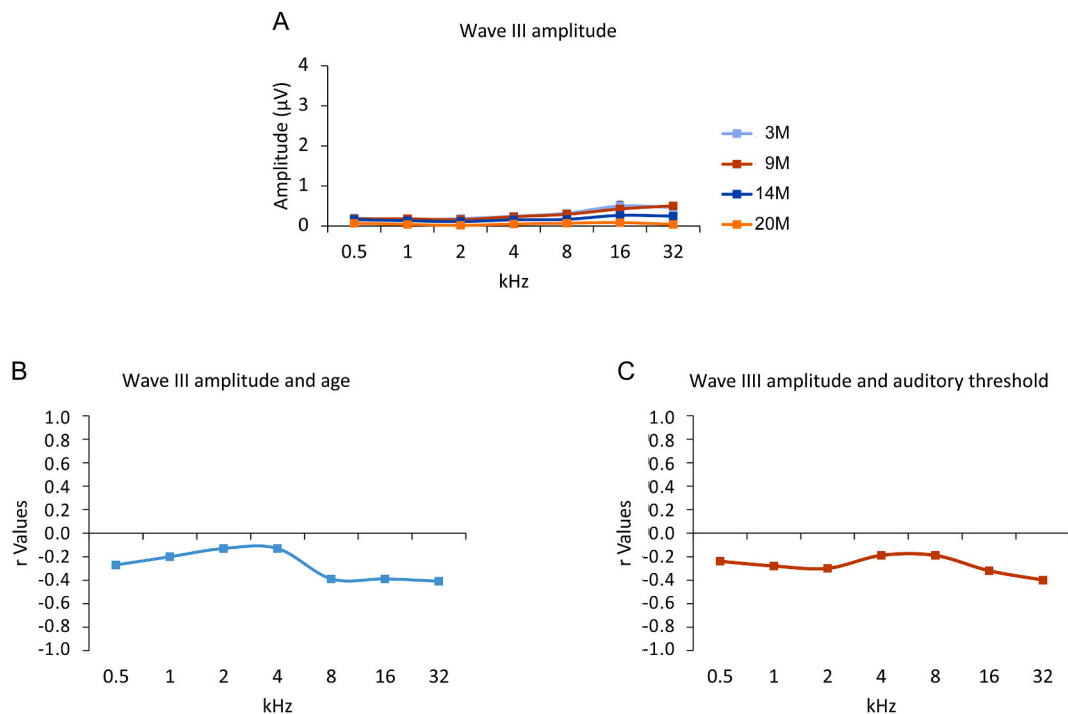 A
Wave III amplitude
Amplitude (µV)
4
3
2
1
0
0.5 1 2 4 8 16 32
kHz
3M
9M
14M
20M
B
Wave III amplitude and age
r Values
1.0
0.8
0.6
0.4
0.2
0.0
-0.2
-0.4
-0.6
-0.8
-1.0
0.5 1 2 4 8 16 32
kHz
C
Wave IIII amplitude and auditory threshold
r Values
1.0
0.8
0.6
0.4
0.2
0.0
-0.2
-0.4
-0.6
-0.8
-1.0
0.5 1 2 4 8 16 32
kHz